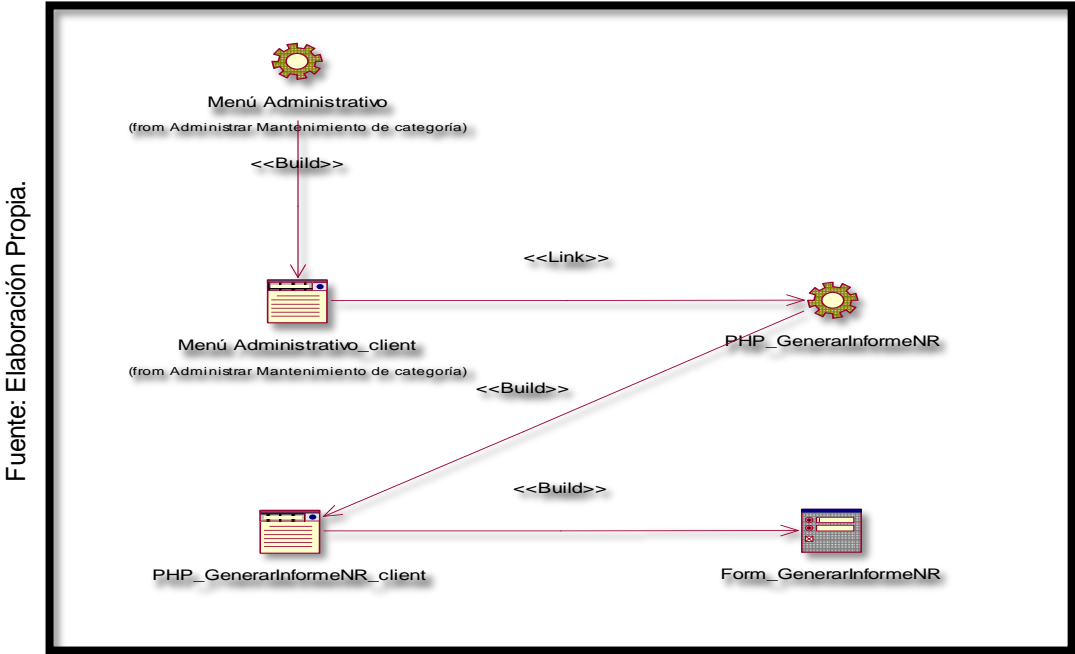 Fuente: Elaboración Propia.
Menú Administrativo
(from Administrar Mantenimiento de categoría)
<<Build>>
<<Link>>
Menú Administrativo_client
(from Administrar Mantenimiento de categoría)
PHP_GenerarInformeNR
<<Build>>
<<Build>>
PHP_GenerarInformeNR_client
Form_GenerarInformeNR